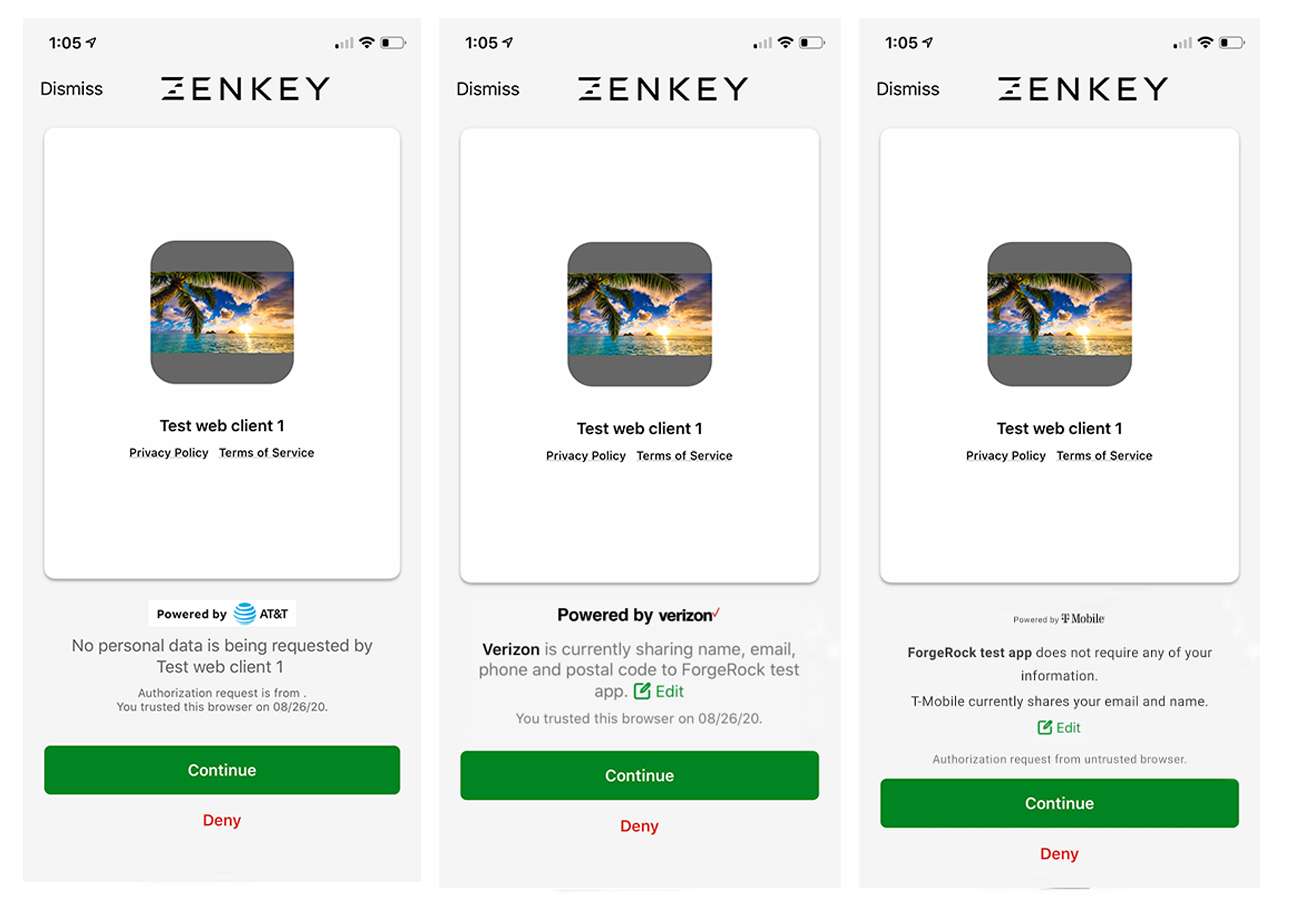 1:05
Dismiss
ZENKEY
Test web client 1
Privacy Policy Terms of Service
Powered by AT&T
No personal data is being requested by
Test web client 1
Authorization request is from .
You trusted this browser on 08/26/20.
Continue
Deny
1:05
Dismiss
ZENKEY
Test web client 1
Privacy Policy Terms of Service
Powered by verizon✓
Verizon is currently sharing name, email,
phone and postal code to ForgeRock test
app. Edit
You trusted this browser on 08/26/20.
Continue
Deny
1:05
Dismiss
ZENKEY
Test web client 1
Privacy Policy Terms of Service
Powered by T Mobile
ForgeRock test app does not require any of your
information.
T-Mobile currently shares your email and name.
Edit
Authorization request from untrusted browser.
Continue
Deny